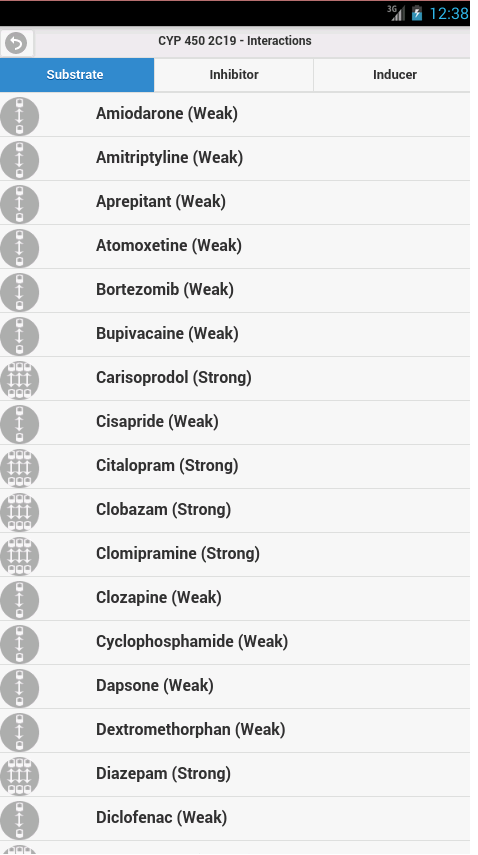 3G 12:38
CYP 450 2C19 - Interactions
Substrate Inhibitor Inducer
Amiodarone (Weak)
Amitriptyline (Weak)
Aprepitant (Weak)
Atomoxetine (Weak)
Bortezomib (Weak)
Bupivacaine (Weak)
Carisoprodol (Strong)
Cisapride (Weak)
Citalopram (Strong)
Clobazam (Strong)
Clomipramine (Strong)
Clozapine (Weak)
Cyclophosphamide (Weak)
Dapsone (Weak)
Dextromethorphan (Weak)
Diazepam (Strong)
Diclofenac (Weak)